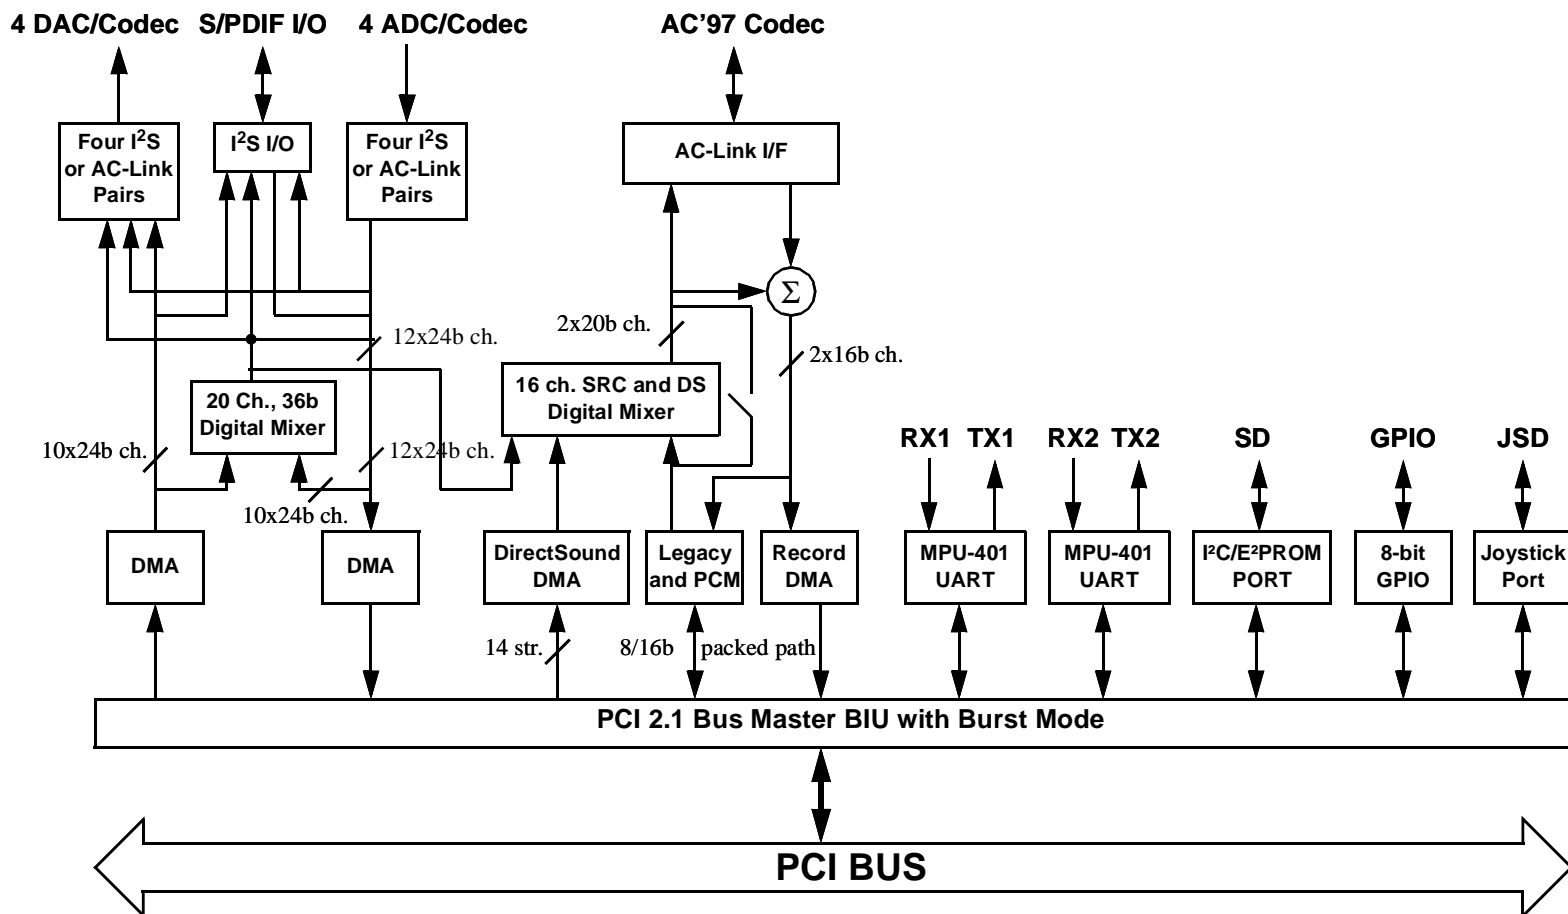 4 DAC/Codec S/PDIF I/O 4 ADC/Codec AC’97 Codec
Four I²S
or AC-Link
Pairs
I²S I/O
Four I²S
or AC-Link
Pairs
AC-Link I/F
Σ
2x20b ch.
12x24b ch.
2x16b ch.
20 Ch., 36b
Digital Mixer
16 ch. SRC and DS
Digital Mixer
10x24b ch.
12x24b ch.
10x24b ch.
RX1 TX1 RX2 TX2 SD GPIO JSD
DMA
DMA
DirectSound
DMA
Legacy
and PCM
Record
DMA
MPU-401
UART
MPU-401
UART
I²C/E²PROM
PORT
8-bit
GPIO
Joystick
Port
14 str.
8/16b packed path
PCI 2.1 Bus Master BIU with Burst Mode
PCI BUS